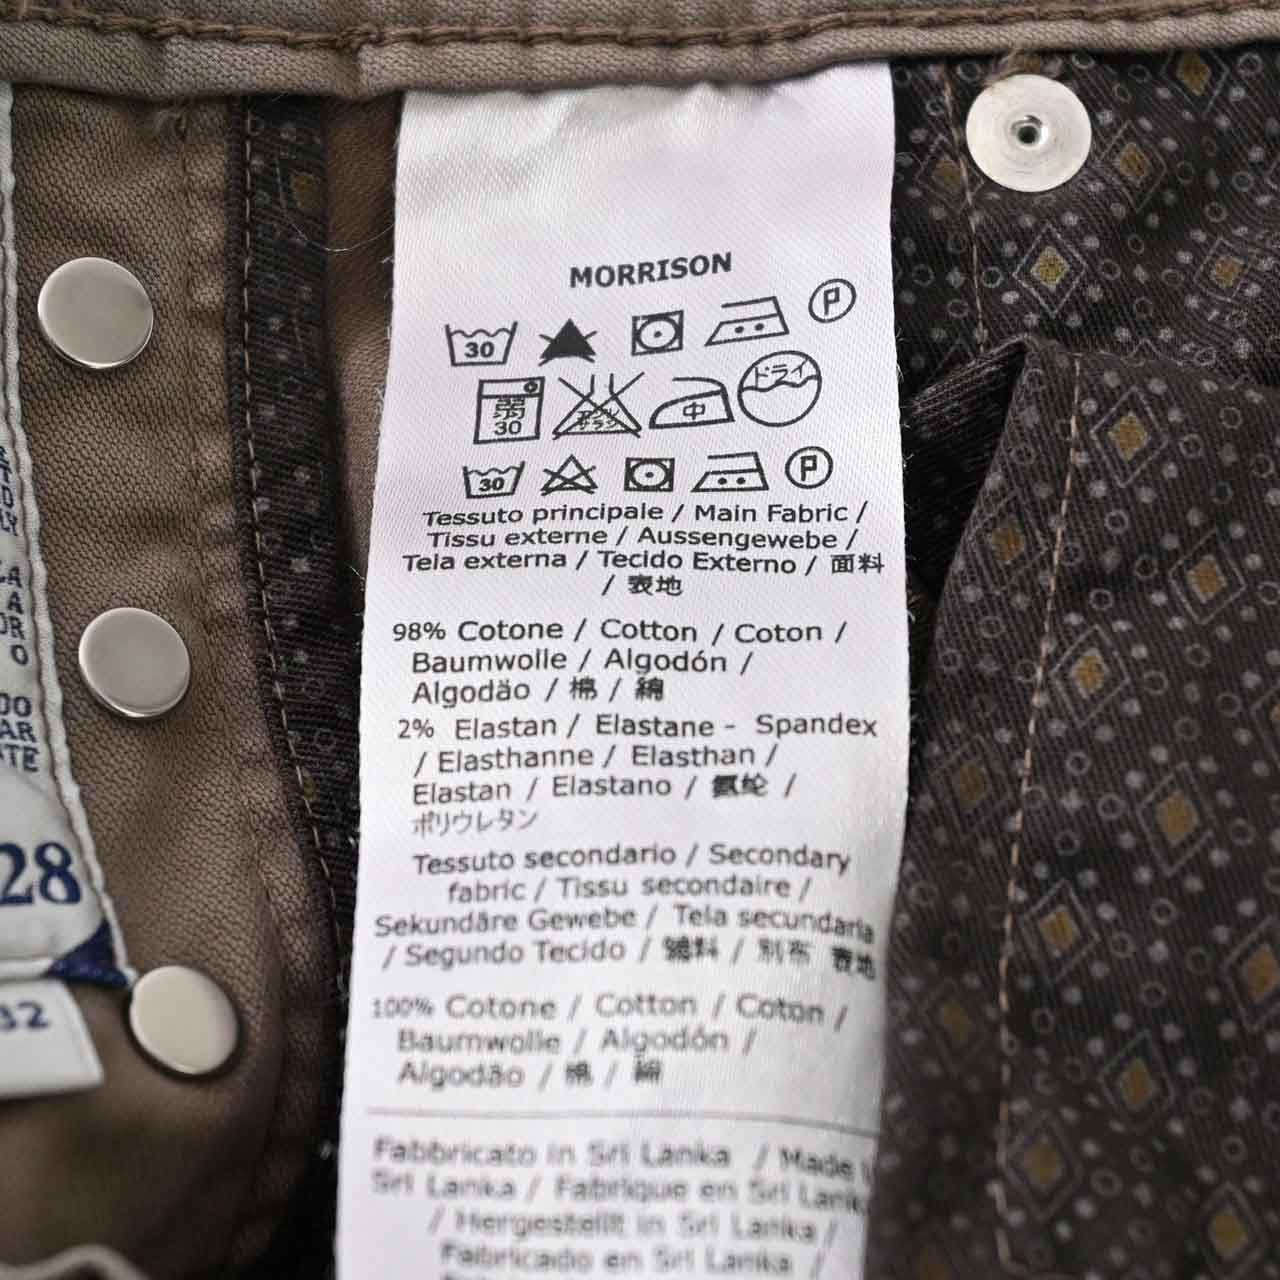 MORRISON
30
P
弱
30
中
ドライ
30
P
Tessuto principale / Main Fabric /
Tissu externe / Aussengewebe /
Tela externa / Tecido Externo / 面料
/ 表地
98% Cotone / Cotton / Coton /
Baumwolle / Algodón /
Algodão / 棉 / 綿
2% Elastan / Elastane - Spandex
/ Elasthanne / Elasthan /
Elastan / Elastano / 氨纶 /
ポリウレタン
Tessuto secondario / Secondary
fabric / Tissu secondaire /
Sekundäre Gewebe / Tela secundaria
/ Segundo Tecido / 辅料 / 別布 表地
100% Cotone / Cotton / Coton /
Baumwolle / Algodón /
Algodão / 棉 / 綿
Fabbricato in Sri Lanka / Made
Sri Lanka / Fabrique en Sri Lanka
/ Hergestellt in Sri Lanka /
Fabricado en Sri Lanka
28
32